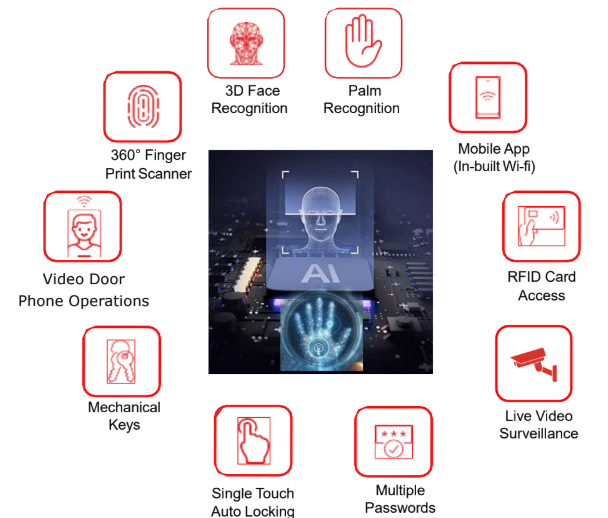 3D Face
Recognition
Palm
Recognition
Mobile App
(In-built Wi-fi)
360° Finger
Print Scanner
RFID Card
Access
Video Door
Phone Operations
AI
Mechanical
Keys
Live Video
Surveillance
Single Touch
Auto Locking
***
Multiple
Passwords